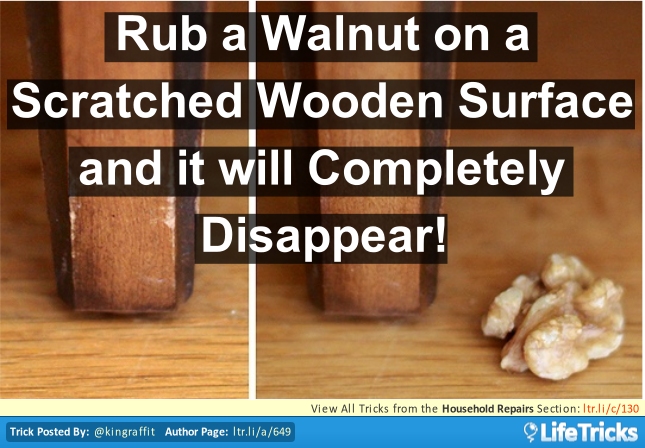 Rub a Walnut on a
Scratched Wooden Surface
and it will Completely
Disappear!
View All Tricks from the Household Repairs Section: ltr.li/c/130
Trick Posted By: @kingraffit Author Page: ltr.li/a/649
LifeTricks